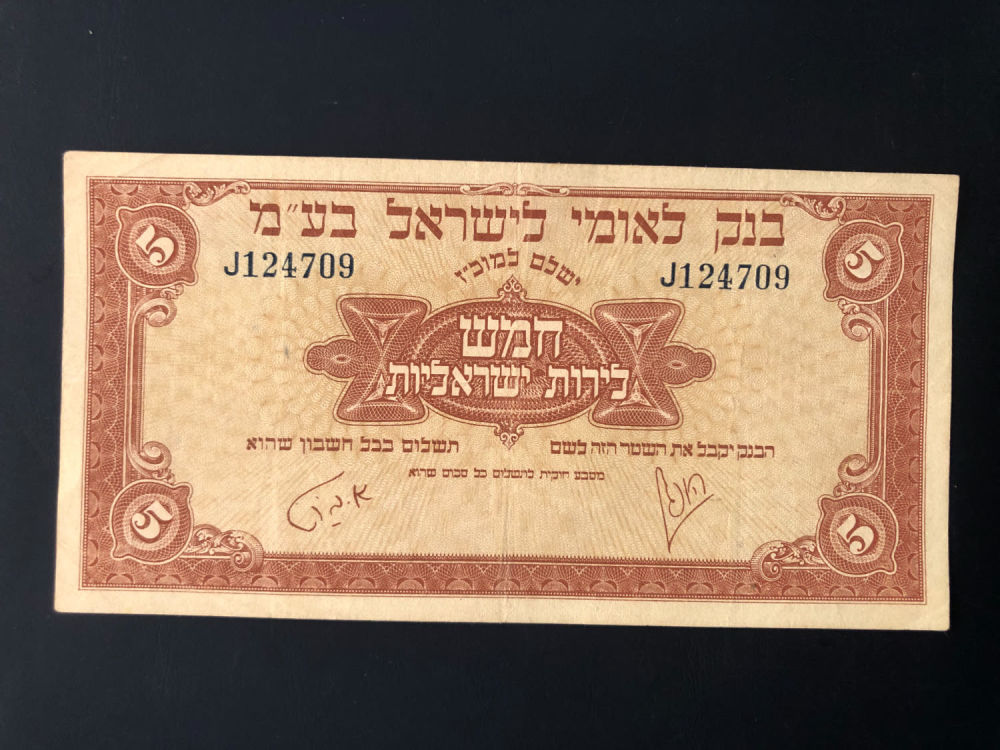 בנק לאומי לישראל בע״מ
J124709 J124709
ישלם למוכ״ז
חמש
לירות ישראליות
הבנק יקבל את השטר הזה לשם תשלום בכל חשבון שהוא
מטבע חוקית לתשלום כל סכום שהוא
5 5
5 5